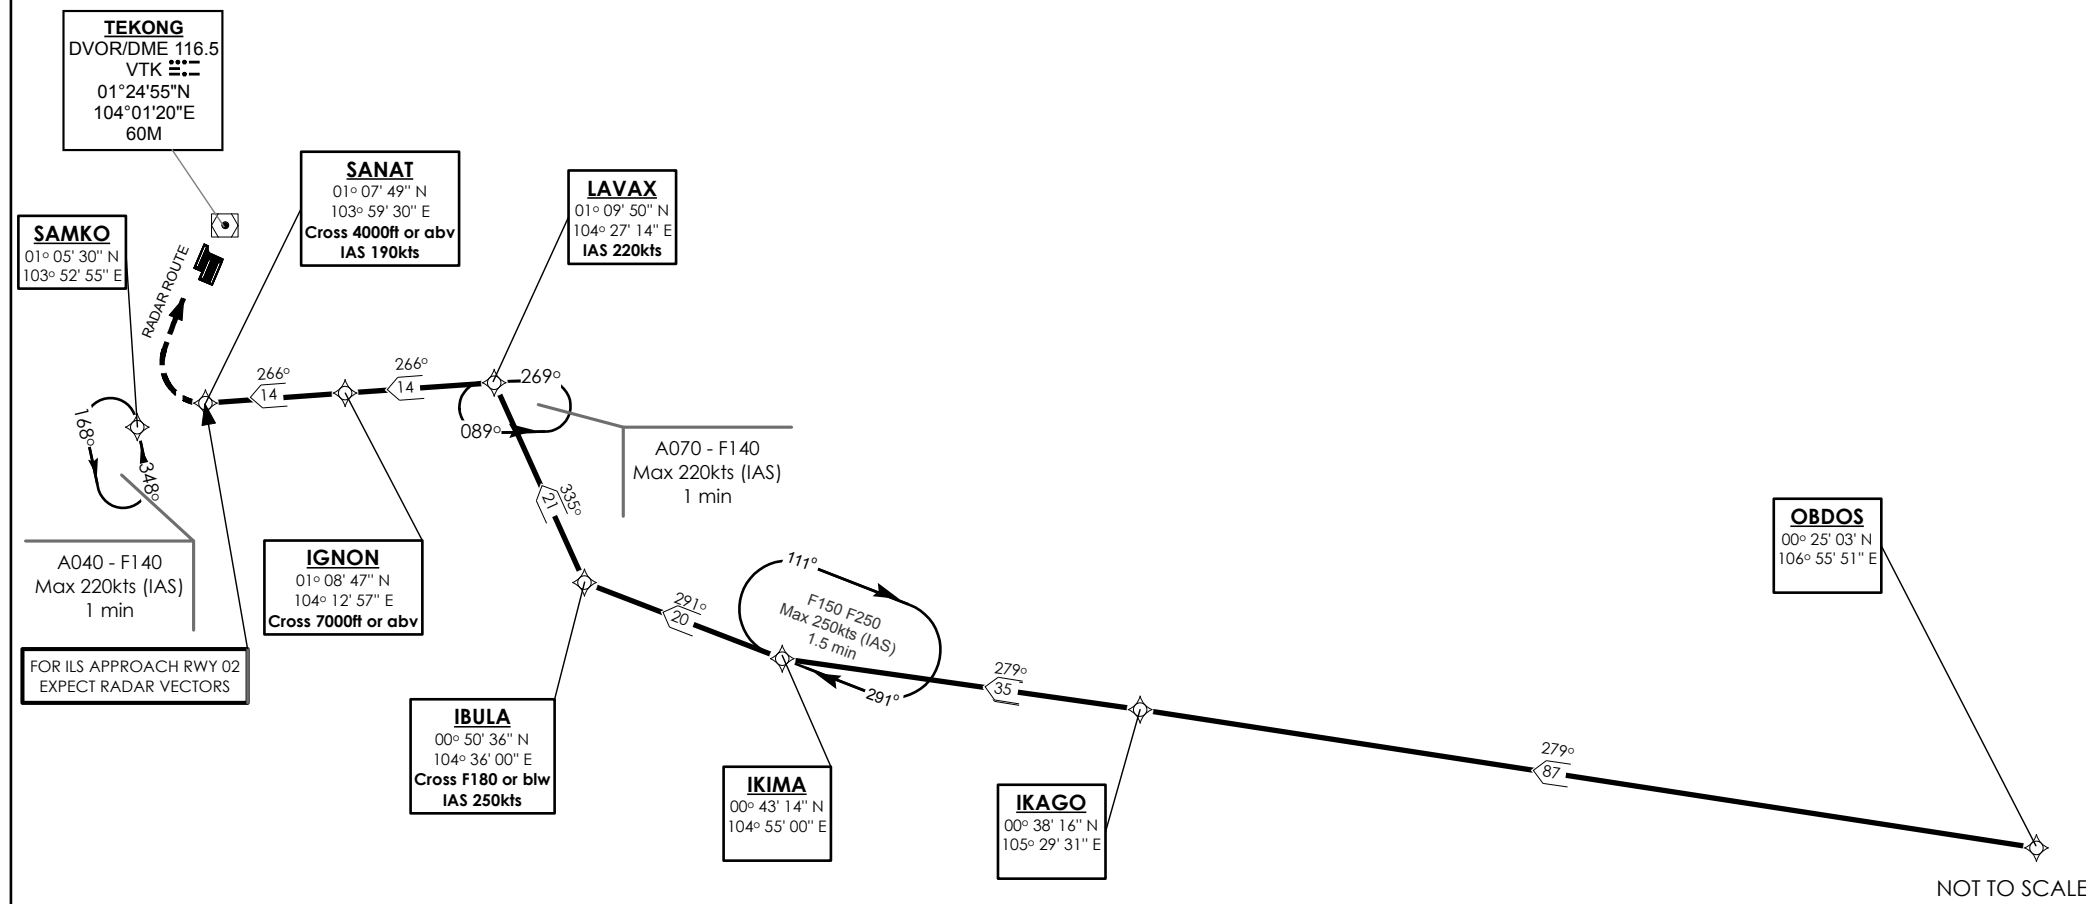 TEKONG
DVOR/DME 116.5
VTK
01°24'55"N
104°01'20"E
60M
SANAT
01° 07' 49" N
103° 59' 30" E
Cross 4000ft or abv
IAS 190kts
LAVAX
01° 09' 50" N
104° 27' 14" E
IAS 220kts
SAMKO
01° 05' 30" N
103° 52' 55" E
RADAR ROUTE
266°
14
266°
14
269°
089°
168°
348°
A070 - F140
Max 220kts (IAS)
1 min
335°
21
A040 - F140
Max 220kts (IAS)
1 min
IGNON
01° 08' 47" N
104° 12' 57" E
Cross 7000ft or abv
OBDOS
00° 25' 03' N
106° 55' 51" E
111°
F150 F250
Max 250kts (IAS)
1.5 min
291°
291°
20
FOR ILS APPROACH RWY 02
EXPECT RADAR VECTORS
279°
35
IBULA
00° 50' 36" N
104° 36' 00" E
Cross F180 or blw
IAS 250kts
IKIMA
00° 43' 14" N
104° 55' 00" E
IKAGO
00° 38' 16" N
105° 29' 31" E
279°
87
NOT TO SCALE